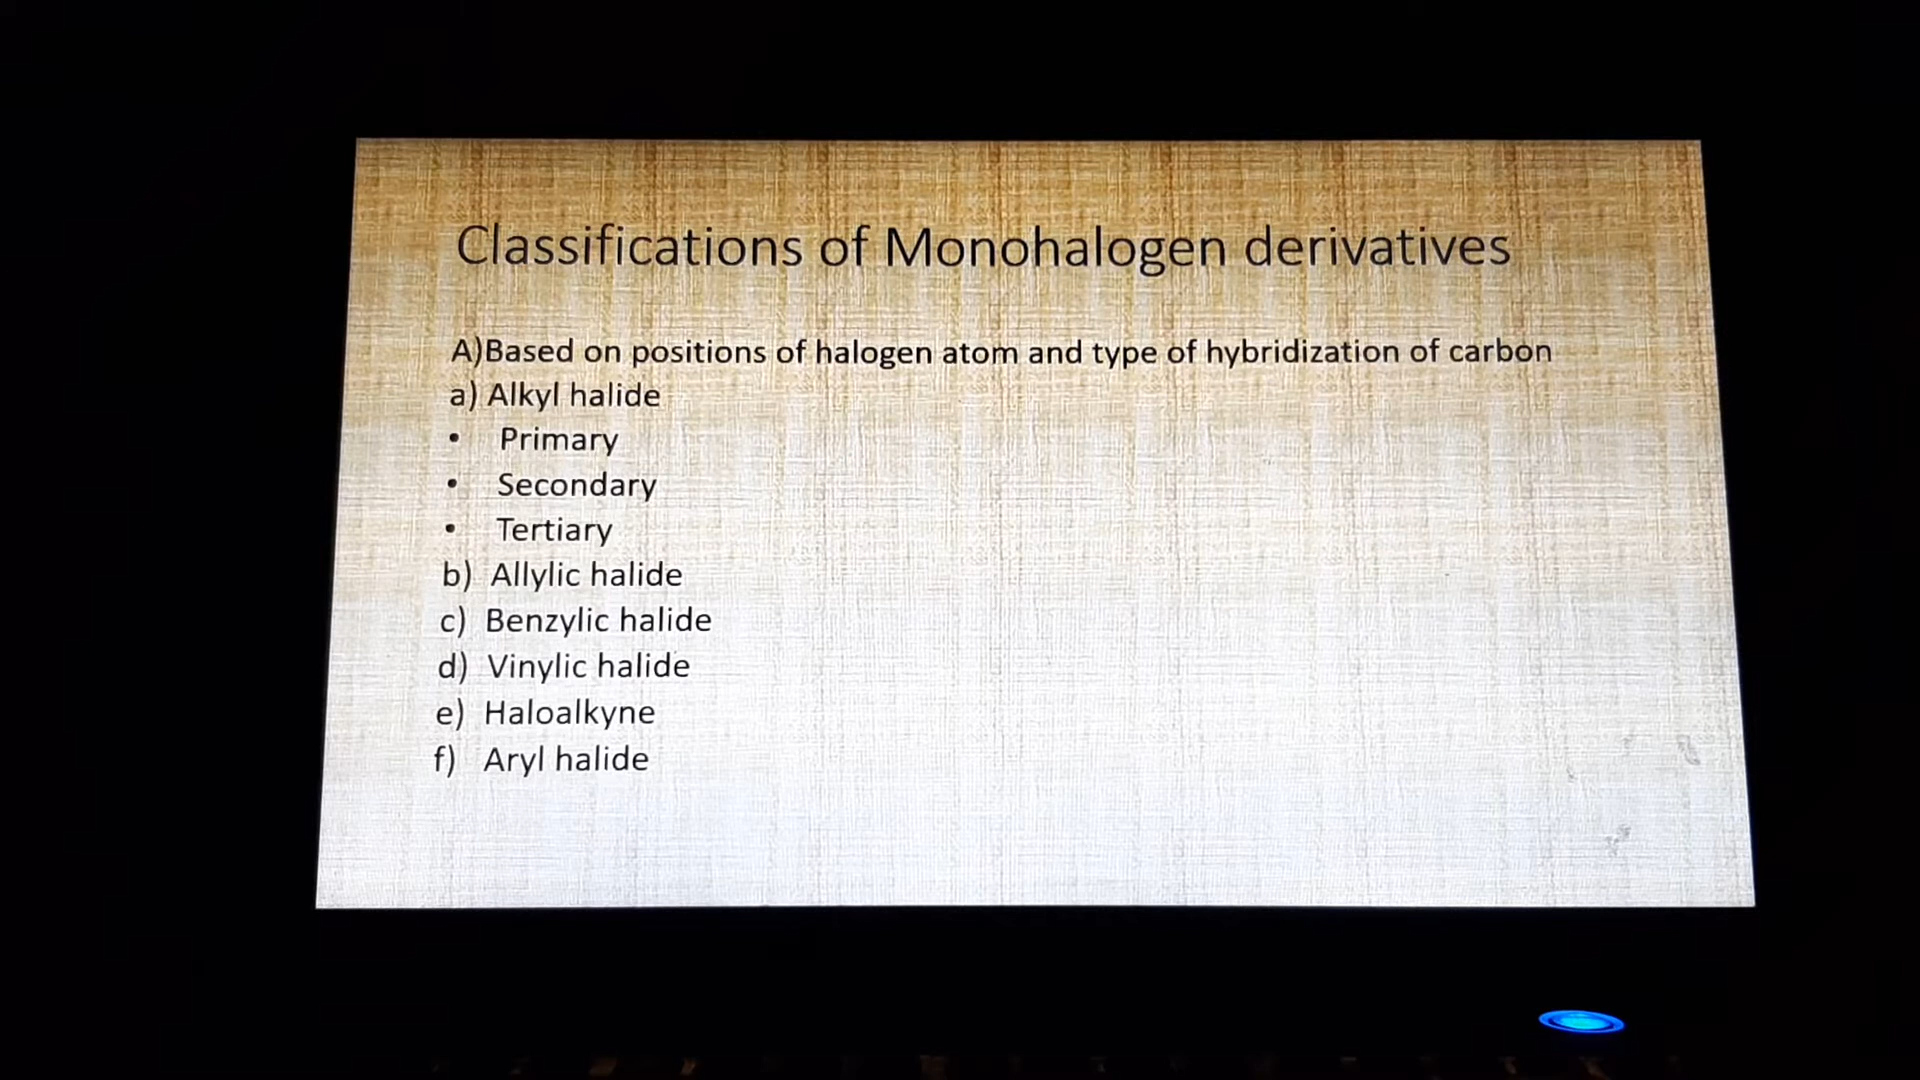 Classifications of Monohalogen derivatives
A)Based on positions of halogen atom and type of hybridization of carbon
a) Alkyl halide
• Primary
• Secondary
• Tertiary
b) Allylic halide
c) Benzylic halide
d) Vinylic halide
e) Haloalkyne
f) Aryl halide